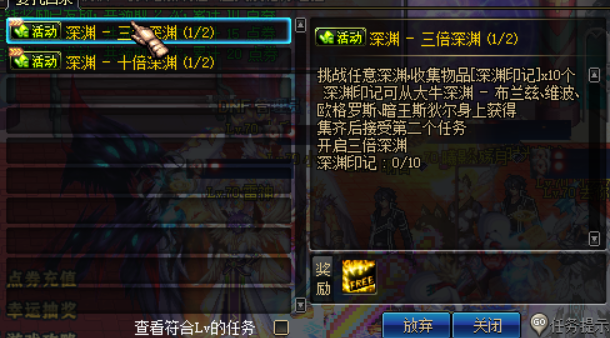 委托目录
活动 深渊 - 三 深渊 (1/2)
活动 深渊 - 十倍深渊 (1/2)
点券充值
幸运抽奖
查看符合Lv的任务
活动 深渊 - 三倍深渊 (1/2)
挑战任意深渊,收集物品[深渊印记]x10个
深渊印记可从大牛深渊 - 布兰兹、维波、
欧格罗斯、暗王斯狄尔身上获得
集齐后接受第二个任务
开启三倍深渊
深渊印记 : 0/10
奖励
FREE
放弃
关闭
GO 任务提示